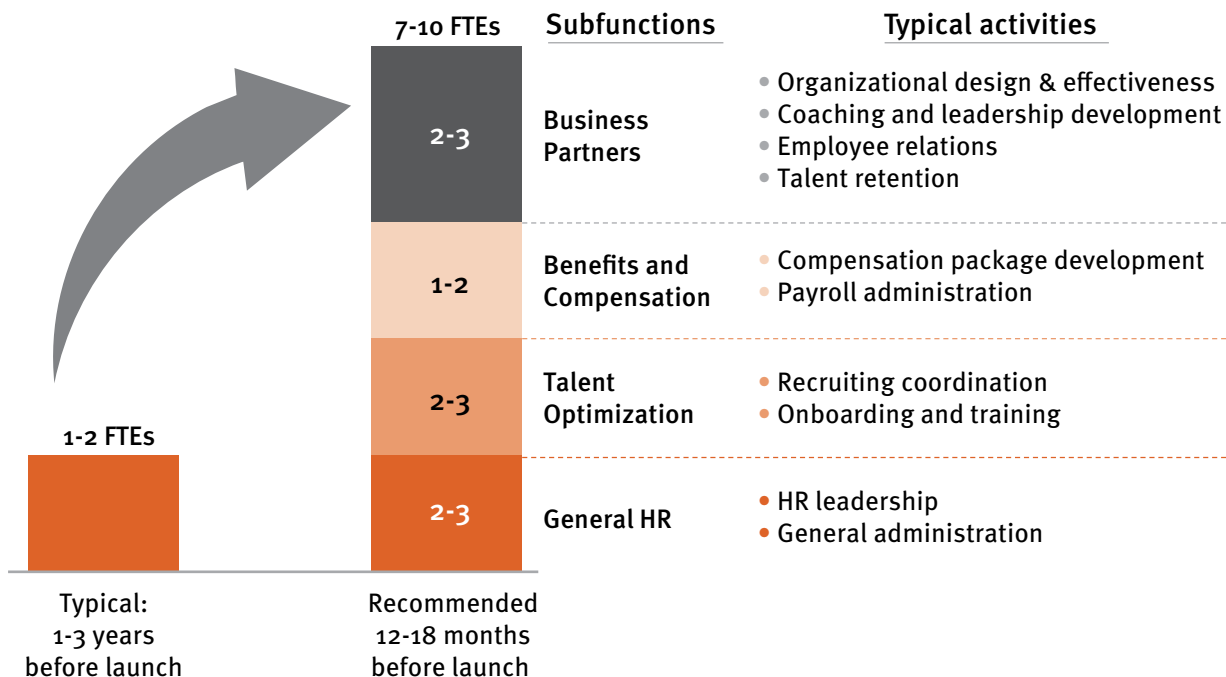 7-10 FTEs
Subfunctions
Typical activities
2-3
Business
Partners
• Organizational design & effectiveness
• Coaching and leadership development
• Employee relations
• Talent retention
1-2
Benefits and
Compensation
• Compensation package development
• Payroll administration
2-3
Talent
Optimization
• Recruiting coordination
• Onboarding and training
1-2 FTEs
2-3
General HR
• HR leadership
• General administration
Typical:
1-3 years
before launch
Recommended
12-18 months
before launch